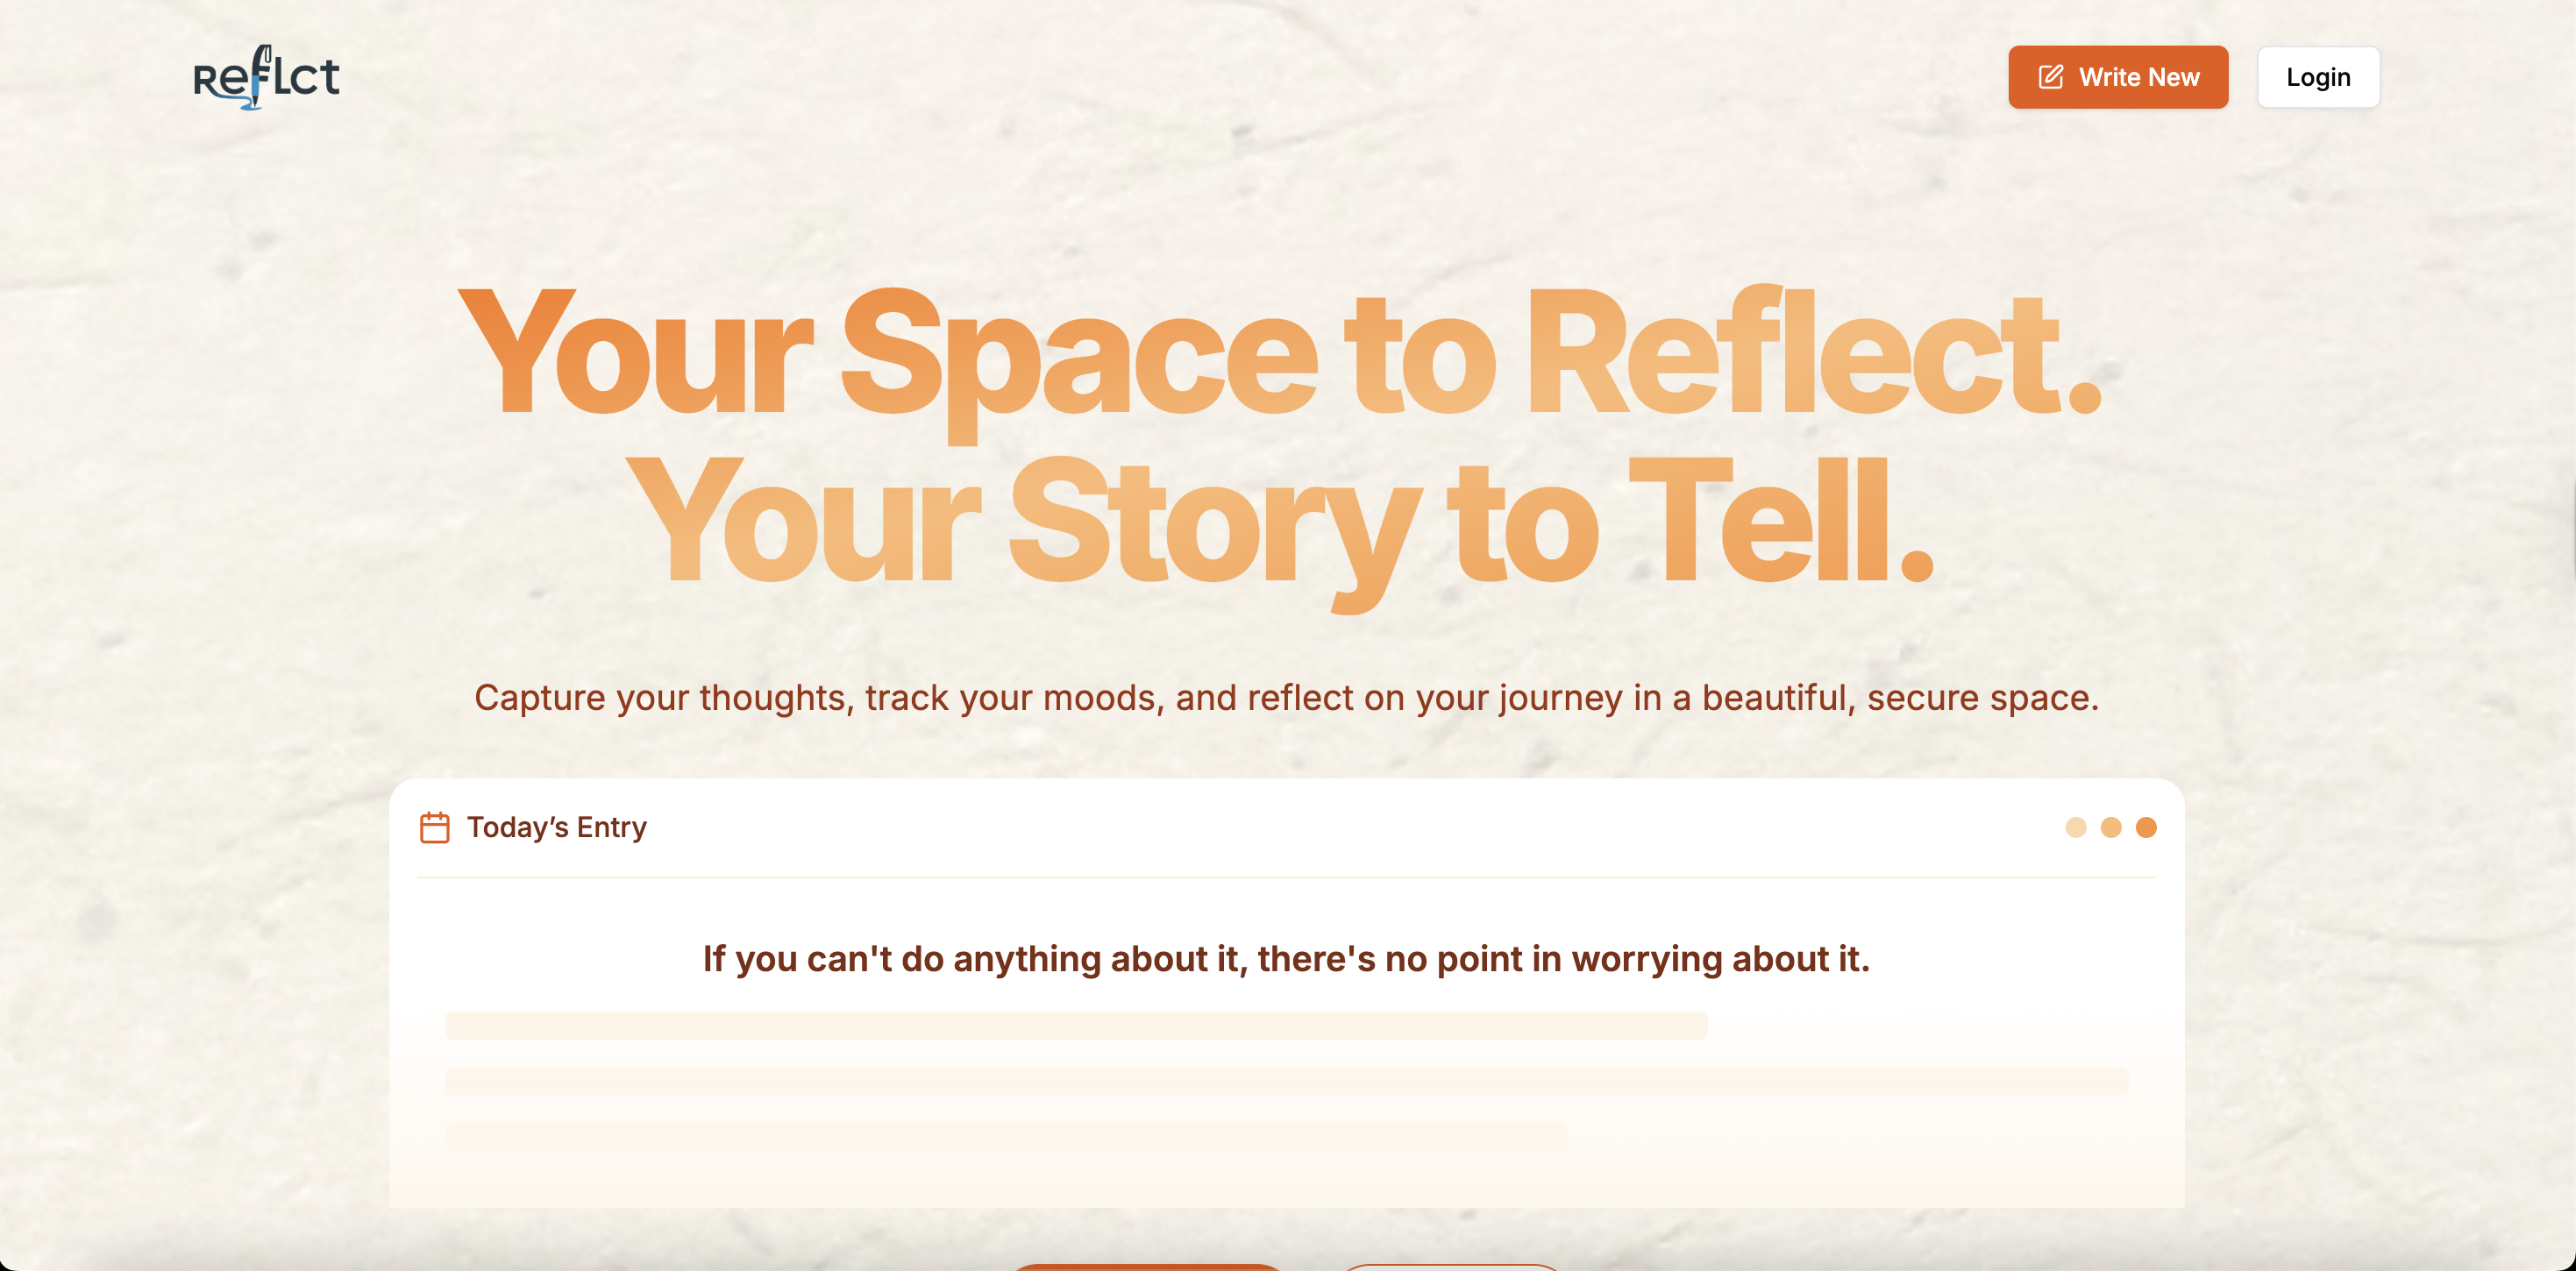 Reflct
Write New
Login
Your Space to Reflect.
Your Story to Tell.
Capture your thoughts, track your moods, and reflect on your journey in a beautiful, secure space.
Today’s Entry
If you can't do anything about it, there's no point in worrying about it.